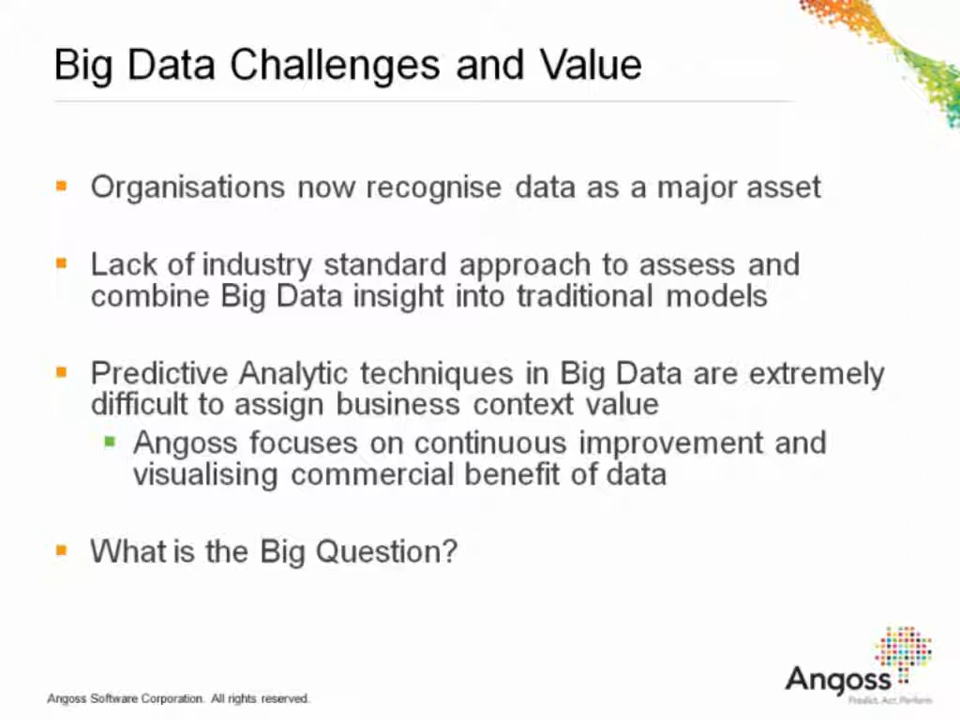 Big Data Challenges and Value
Organisations now recognise data as a major asset
Lack of industry standard approach to assess and
combine Big Data insight into traditional models
Predictive Analytic techniques in Big Data are extremely
difficult to assign business context value
Angoss focuses on continuous improvement and
visualising commercial benefit of data
What is the Big Question?
Angoss
Predict. Act. Perform.
Angoss Software Corporation. All rights reserved.